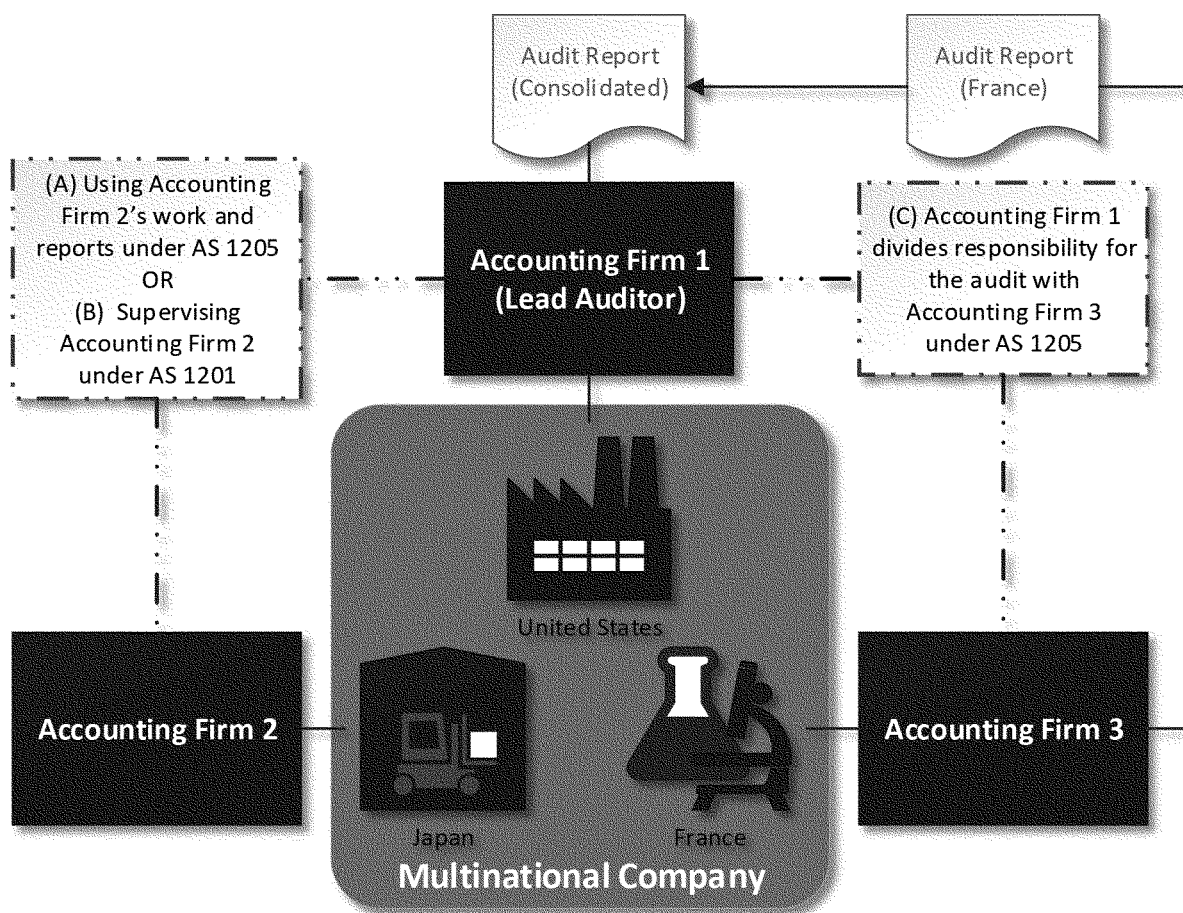 Audit Report
(Consolidated)
Audit Report
(France)
(A) Using Accounting
Firm 2’s work and
reports under AS 1205
OR
(B) Supervising
Accounting Firm 2
under AS 1201
Accounting Firm 1
(Lead Auditor)
(C) Accounting Firm 1
divides responsibility for
the audit with
Accounting Firm 3
under AS 1205
United States
Accounting Firm 2
Accounting Firm 3
Japan
France
Multinational Company